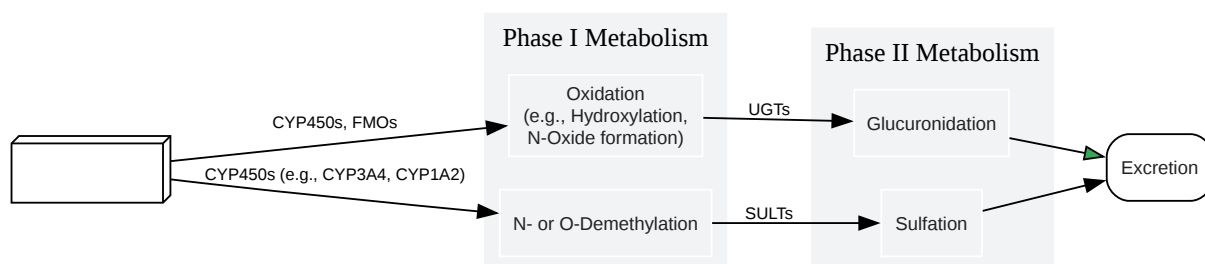 Phase I Metabolism
Phase II Metabolism
Oxidation
(e.g., Hydroxylation,
N-Oxide formation)
CYP450s, FMOs
UGTs
Glucuronidation
CYP450s (e.g., CYP3A4, CYP1A2)
Excretion
N- or O-Demethylation
SULTs
Sulfation